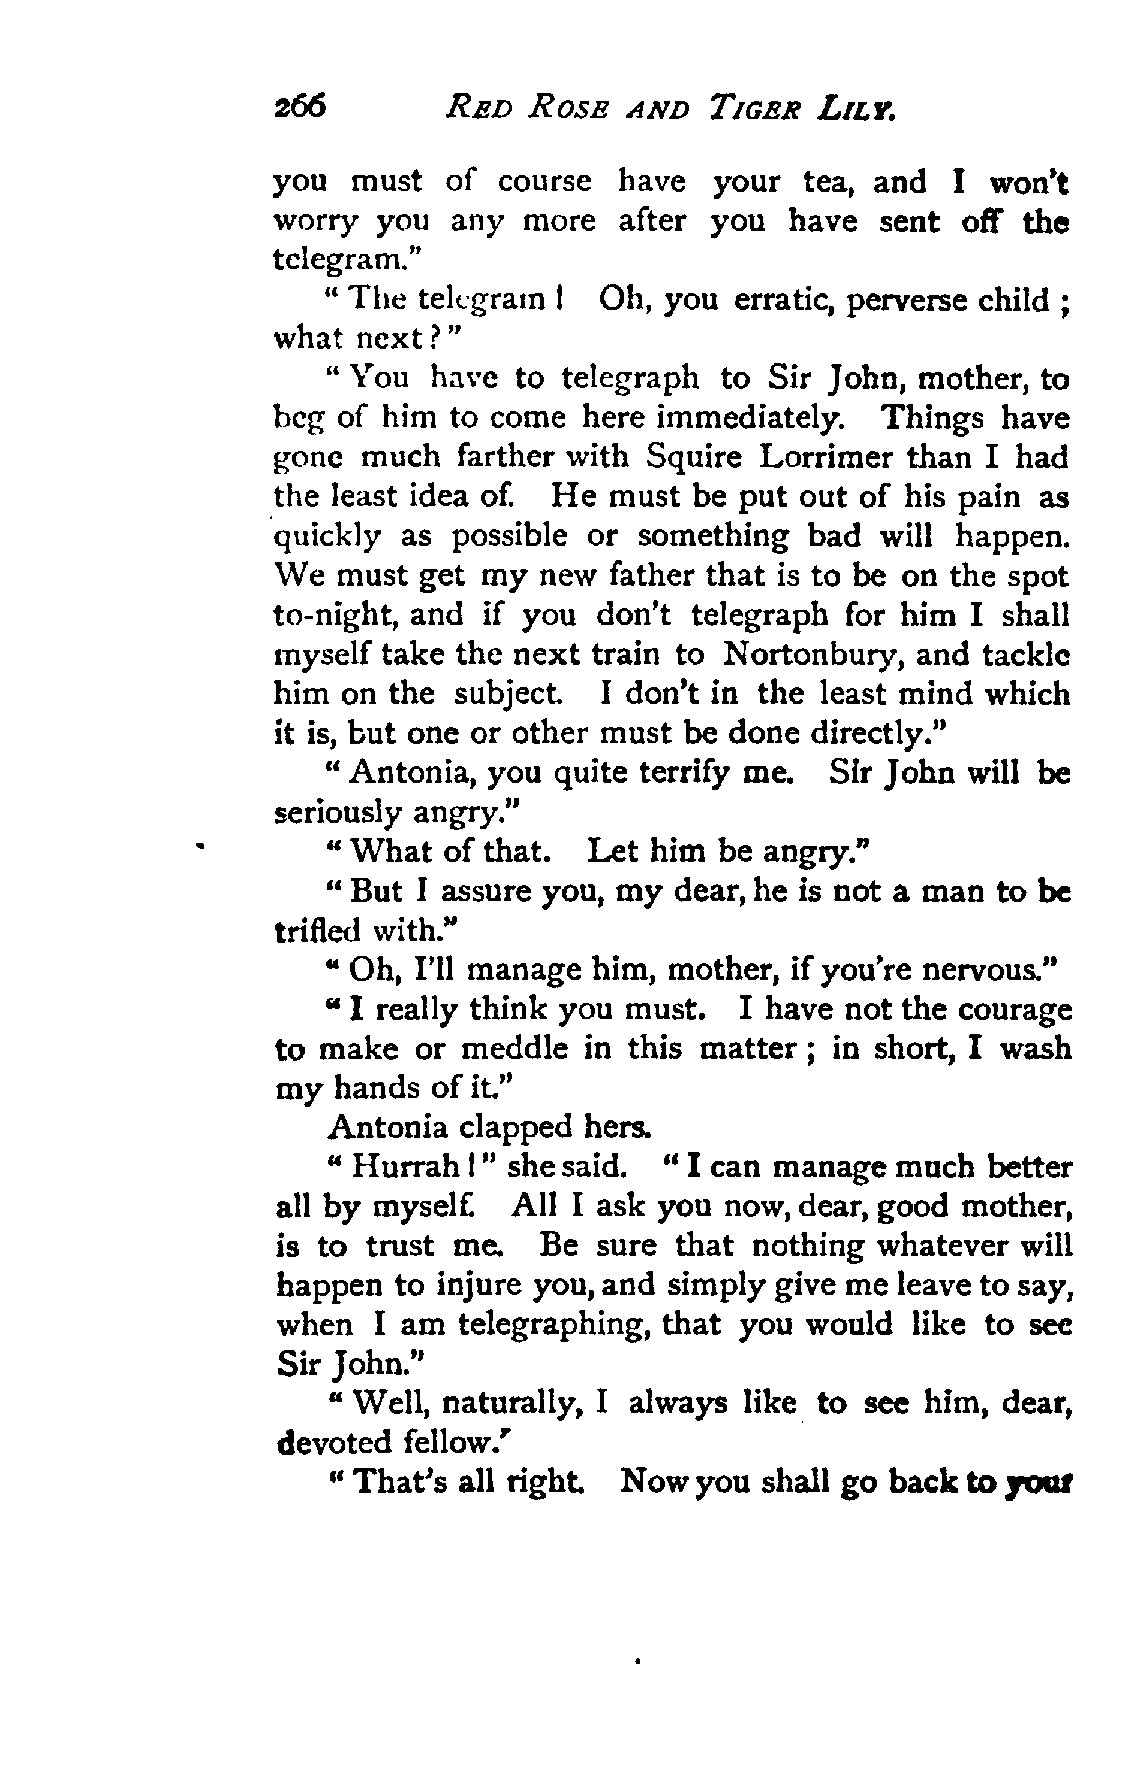 266 RED ROSE AND TIGER LILY.
you must of course have your tea, and I won't
worry you any more after you have sent off the
telegram."
" The telegram ! Oh, you erratic, perverse child ;
what next ? "
" You have to telegraph to Sir John, mother, to
beg of him to come here immediately. Things have
gone much farther with Squire Lorrimer than I had
the least idea of. He must be put out of his pain as
quickly as possible or something bad will happen.
We must get my new father that is to be on the spot
to-night, and if you don't telegraph for him I shall
myself take the next train to Nortonbury, and tackle
him on the subject. I don't in the least mind which
it is, but one or other must be done directly."
" Antonia, you quite terrify me. Sir John will be
seriously angry."
" What of that. Let him be angry."
" But I assure you, my dear, he is not a man to be
trifled with."
" Oh, I'll manage him, mother, if you're nervous."
" I really think you must. I have not the courage
to make or meddle in this matter ; in short, I wash
my hands of it."
Antonia clapped hers.
" Hurrah ! " she said. " I can manage much better
all by myself. All I ask you now, dear, good mother,
is to trust me. Be sure that nothing whatever will
happen to injure you, and simply give me leave to say,
when I am telegraphing, that you would like to see
Sir John."
" Well, naturally, I always like to see him, dear,
devoted fellow."
" That's all right. Now you shall go back to your